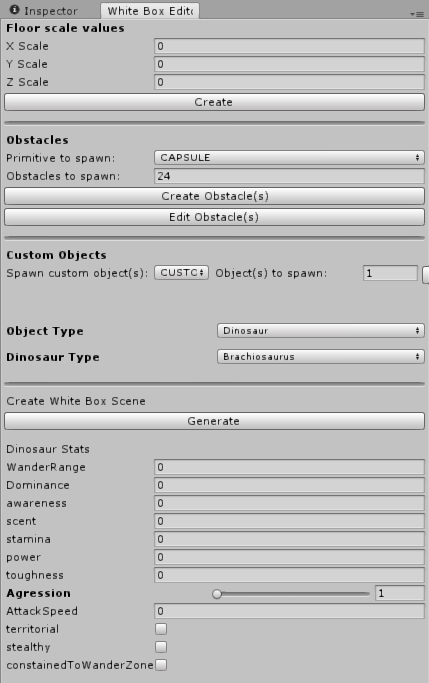 Inspector White Box Edito
Floor scale values
X Scale 0
Y Scale 0
Z Scale 0
Create
Obstacles
Primitive to spawn: CAPSULE
Obstacles to spawn: 24
Create Obstacle(s)
Edit Obstacle(s)
Custom Objects
Spawn custom object(s): CUSTC Object(s) to spawn: 1
Object Type Dinosaur
Dinosaur Type Brachiosaurus
Create White Box Scene
Generate
Dinosaur Stats
WanderRange 0
Dominance 0
awareness 0
scent 0
stamina 0
power 0
toughness 0
Agression 1
AttackSpeed 0
territorial
stealthy
constainedToWanderZone